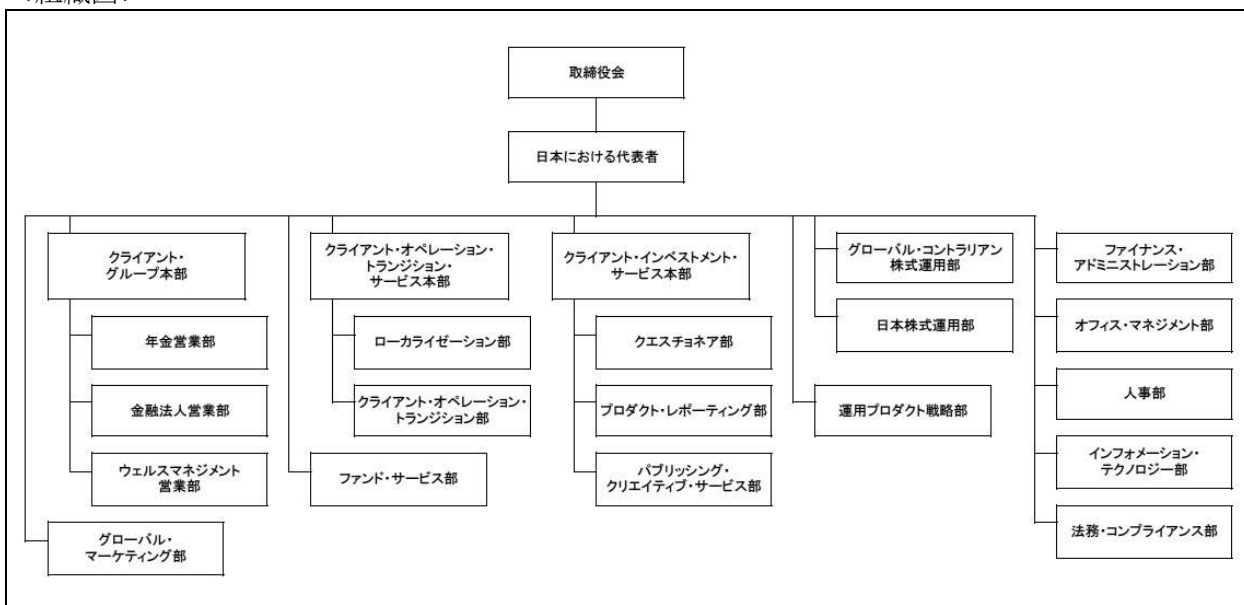 <組織図>
取締役会
日本における代表者
クライアント・
グループ本部
年金営業部
金融法人営業部
ウェルスマネジメント
営業部
グローバル・
マーケティング部
クライアント・オペレーション・
トランジション・
サービス本部
ローカライゼーション部
クライアント・オペレーション・
トランジション部
ファンド・サービス部
クライアント・インベストメント・
サービス本部
クエスチョネア部
プロダクト・レポーティング部
パブリッシング・
クリエイティブ・サービス部
グローバル・コントラリアン
株式運用部
日本株式運用部
運用プロダクト戦略部
ファイナンス・
アドミニストレーション部
オフィス・マネジメント部
人事部
インフォメーション・
テクノロジー部
法務・コンプライアンス部